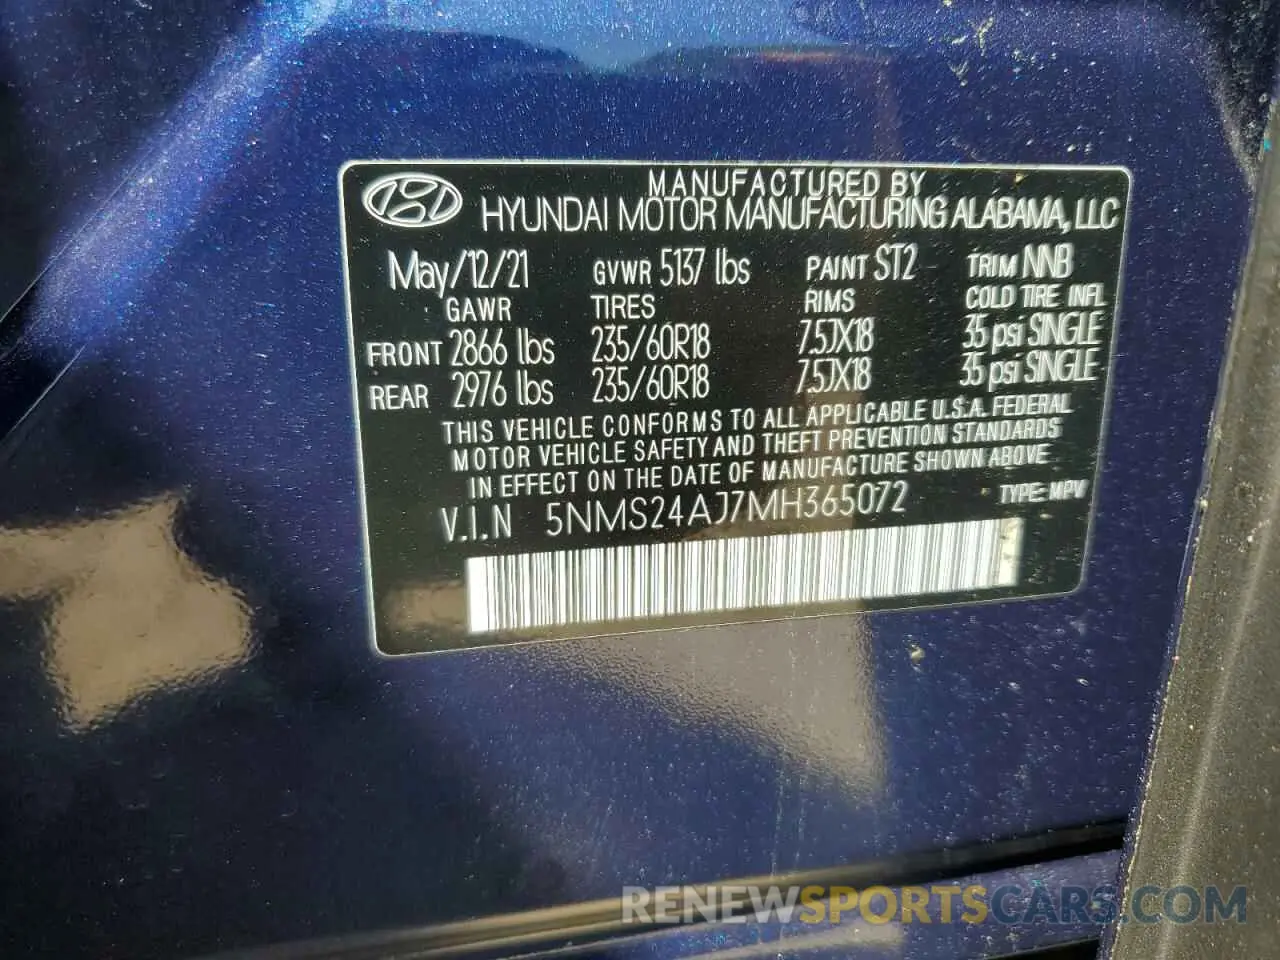 MANUFACTURED BY
HYUNDAI MOTOR MANUFACTURING ALABAMA, LLC
May/12/21 GVWR 5137 lbs PAINT ST2 TRIM NNB
GAWR TIRES RIMS COLD TIRE INFL
FRONT 2866 lbs 235/60R18 7.5JX18 35 psi SINGLE
REAR 2976 lbs 235/60R18 7.5JX18 35 psi SINGLE
THIS VEHICLE CONFORMS TO ALL APPLICABLE U.S.A. FEDERAL
MOTOR VEHICLE SAFETY AND THEFT PREVENTION STANDARDS
IN EFFECT ON THE DATE OF MANUFACTURE SHOWN ABOVE
V.I.N 5NMS24AJ7MH365072 TYPE: MPV
RENEWSPORTSCARS.COM